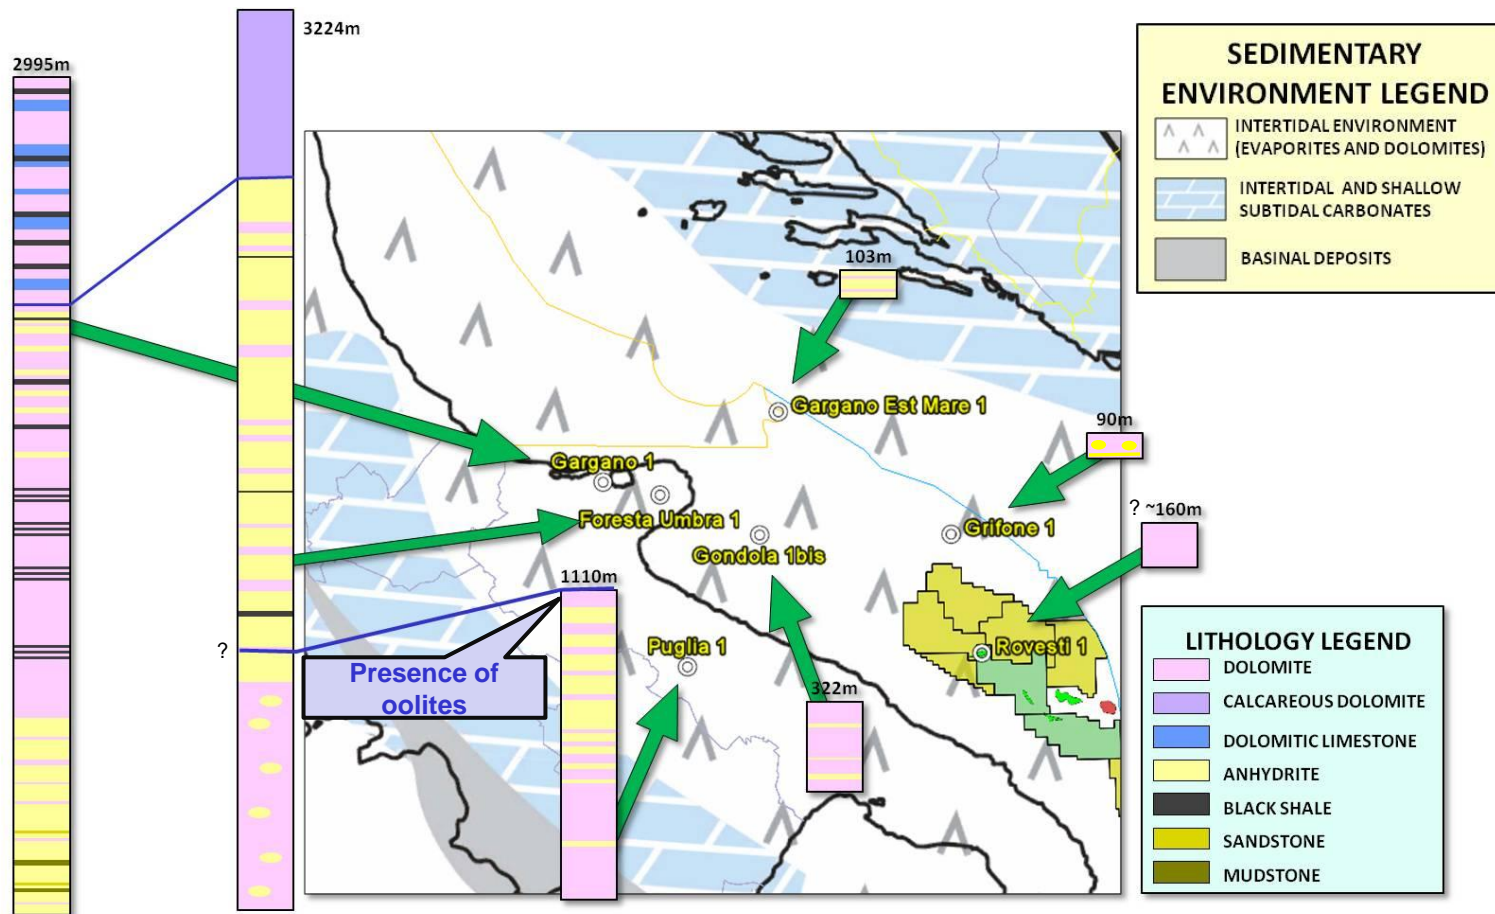 3224m
2995m
SEDIMENTARY
ENVIRONMENT LEGEND
INTERTIDAL ENVIRONMENT
(EVAPORITES AND DOLOMITES)
INTERTIDAL AND SHALLOW
SUBTIDAL CARBONATES
BASINAL DEPOSITS
103m
Gargano Est Mare 1
90m
Gargano 1
Foresta Umbra 1
Grifone 1
? ~160m
Gondola 1bis
1110m
?
Puglia 1
Rovesti 1
Presence of
oolites
322m
LITHOLOGY LEGEND
DOLOMITE
CALCAREOUS DOLOMITE
DOLOMITIC LIMESTONE
ANHYDRITE
BLACK SHALE
SANDSTONE
MUDSTONE